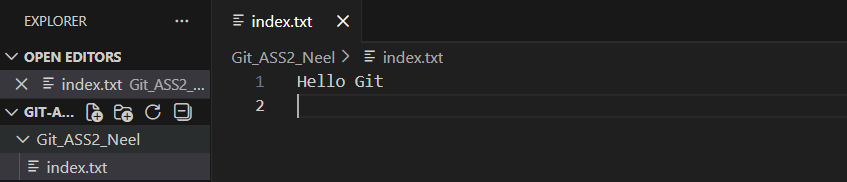 EXPLORER ...
OPEN EDITORS
index.txt Git_ASS2_...
GIT-A...
Git_ASS2_Neel
index.txt
index.txt
Git_ASS2_Neel > index.txt
1 Hello Git
2